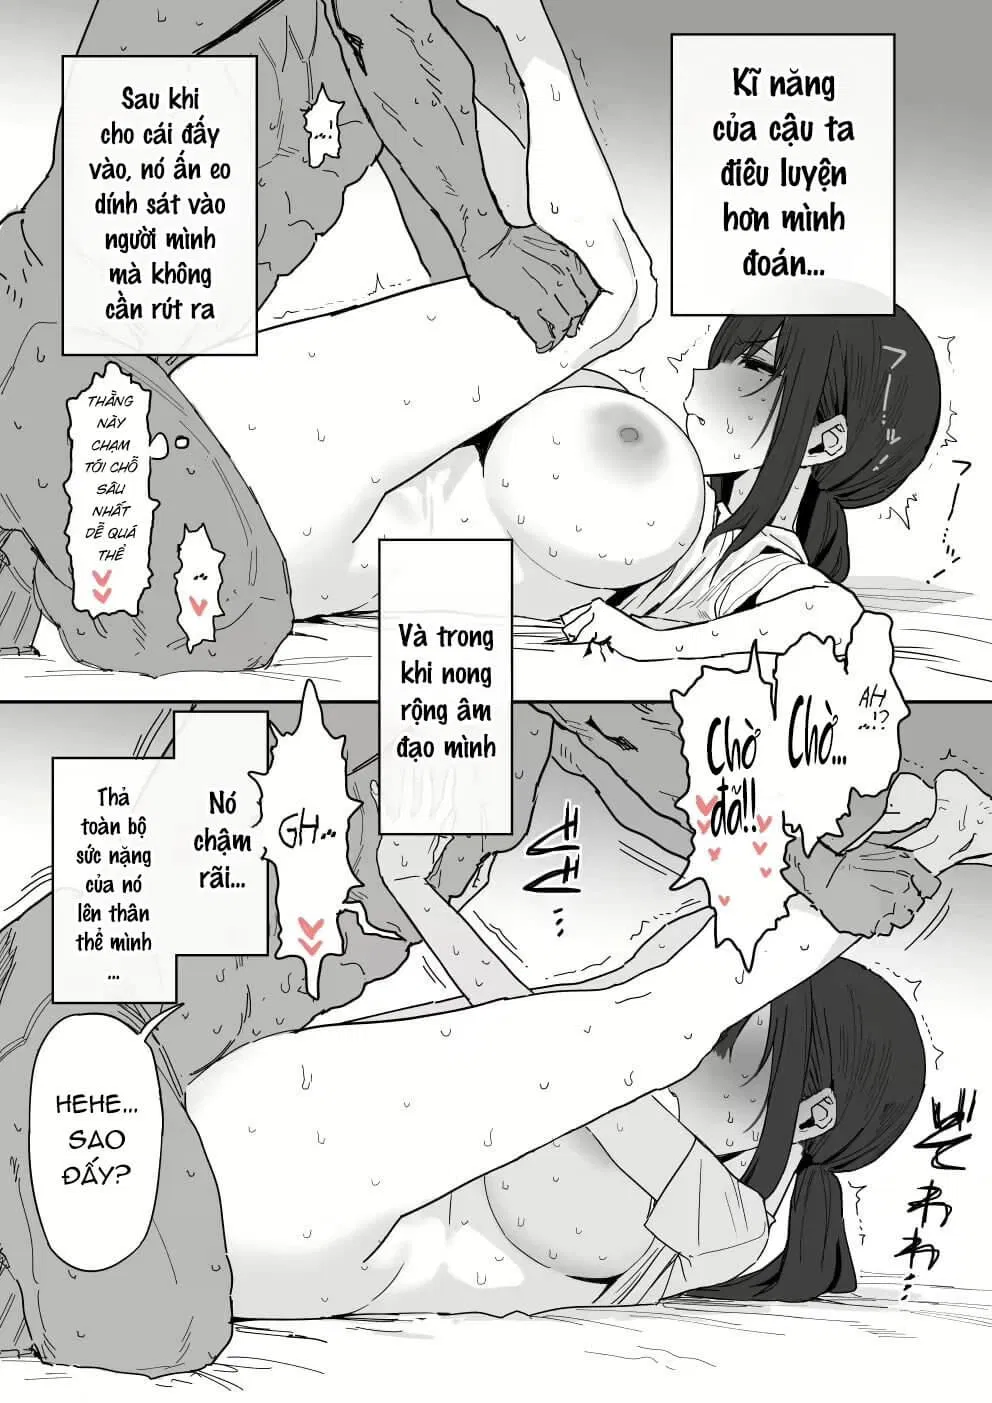 Kĩ năng
của cậu ta
điêu luyện
hơn mình
đoán...
Sau khi
cho cái đấy
vào, nó ấn eo
dính sát vào
người mình
mà không
cần rút ra
...!
THẰNG
NÀY
CHẠM
TỚI CHỖ
SÂU
NHẤT
DỄ QUÁ
THỂ
...
Và trong
khi nong
rộng âm
đạo mình
AH
...!?
Chờ...
Chờ
đã!!
GH...
Nó
chậm
rãi...
Thả
toàn bộ
sức nặng
của nó
lên thân
thể mình
...
HEHE...
SAO
ĐẤY?